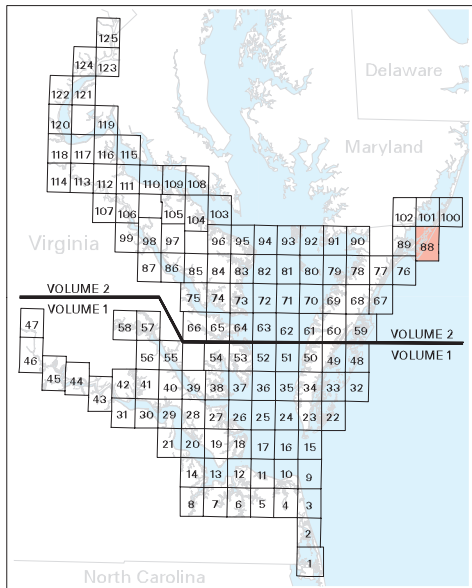 125
124 123
Delaware
122 121
120 119
Maryland
118 117 116 115
114 113 112 111 110 109 108
107 106 105 104 103 102 101 100
Virginia
99 98 97 96 95 94 93 92 91 90 89 88
87 86 85 84 83 82 81 80 79 78 77 76
75 74 73 72 71 70 69 68 67
VOLUME 2
VOLUME 1
47 58 57 66 65 64 63 62 61 60 59
VOLUME 2
VOLUME 1
46 56 55 54 53 52 51 50 49 48
45 44 43 42 41 40 39 38 37 36 35 34 33 32
31 30 29 28 27 26 25 24 23 22
21 20 19 18 17 16 15
14 13 12 11 10 9
8 7 6 5 4 3
2
1
North Carolina